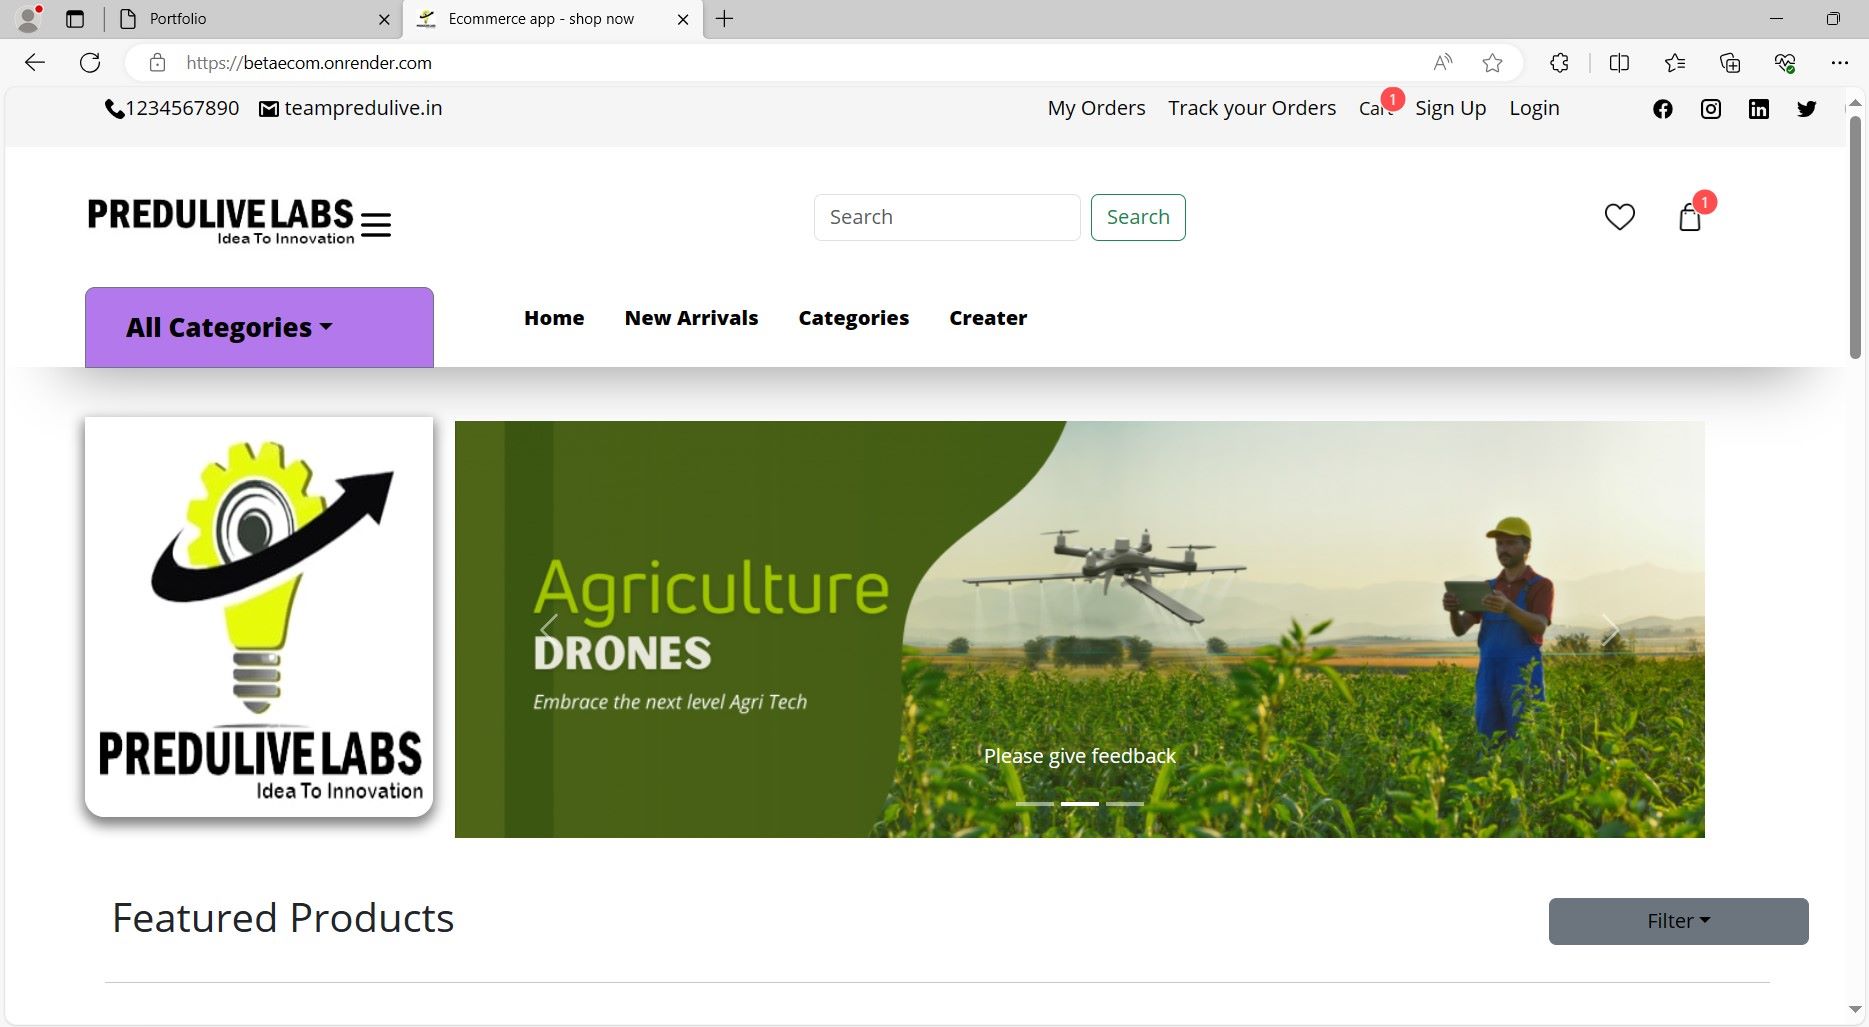 Portfolio
Ecommerce app - shop now
https://betaecom.onrender.com
1234567890 teampredulive.in
My Orders Track your Orders Cart 1 Sign Up Login
PREDULIVE LABS
Idea To Innovation
Search
Search
1
All Categories
Home New Arrivals Categories Creater
PREDULIVE LABS
Idea To Innovation
Agriculture
DRONES
Embrace the next level Agri Tech
Please give feedback
Featured Products
Filter